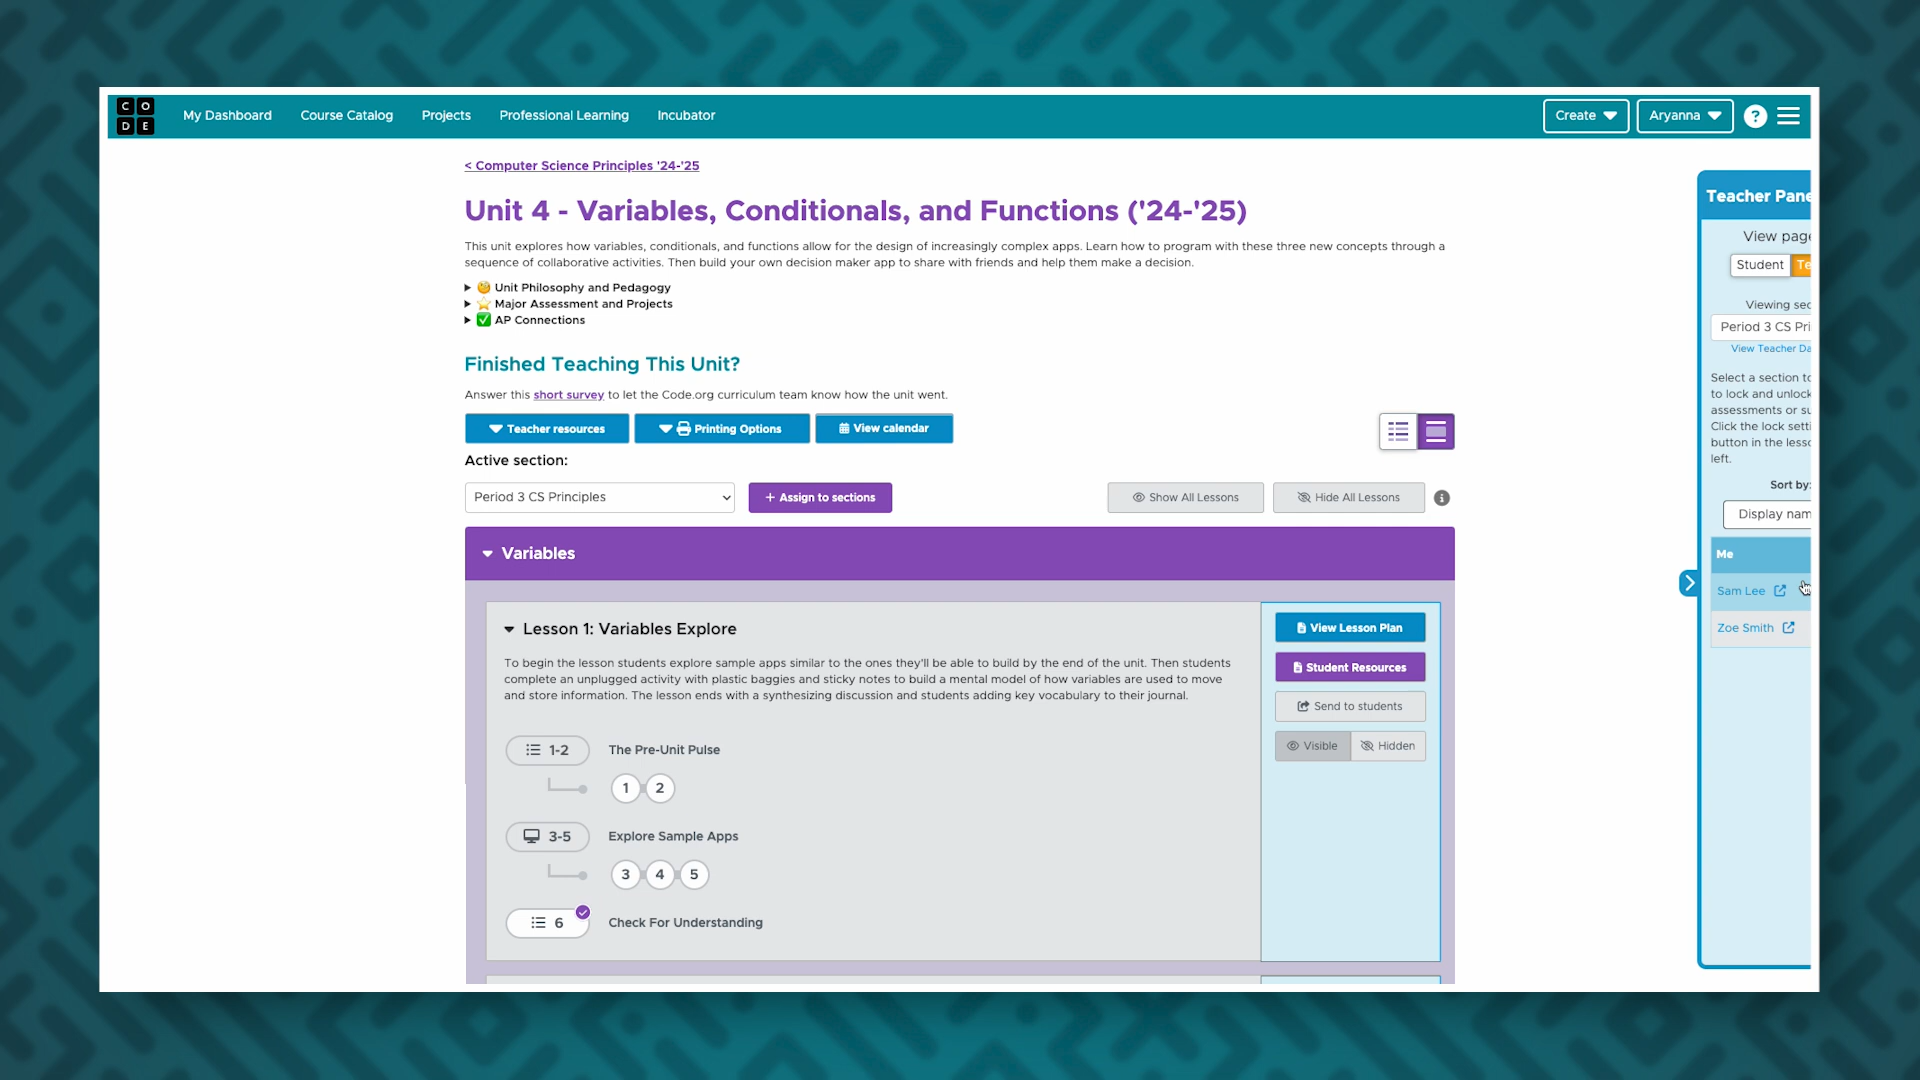 CODE
My Dashboard
Course Catalog
Projects
Professional Learning
Incubator
Create
Aryanna
?
< Computer Science Principles '24-'25
Unit 4 - Variables, Conditionals, and Functions ('24-'25)
This unit explores how variables, conditionals, and functions allow for the design of increasingly complex apps. Learn how to program with these three new concepts through a
sequence of collaborative activities. Then build your own decision maker app to share with friends and help them make a decision.
Unit Philosophy and Pedagogy
Major Assessment and Projects
AP Connections
Finished Teaching This Unit?
Answer this short survey to let the Code.org curriculum team know how the unit went.
Teacher resources
Printing Options
View calendar
Active section:
Period 3 CS Principles
+ Assign to sections
Show All Lessons
Hide All Lessons
Variables
Lesson 1: Variables Explore
To begin the lesson students explore sample apps similar to the ones they'll be able to build by the end of the unit. Then students
complete an unplugged activity with plastic baggies and sticky notes to build a mental model of how variables are used to move
and store information. The lesson ends with a synthesizing discussion and students adding key vocabulary to their journal.
1-2
The Pre-Unit Pulse
1 2
3-5
Explore Sample Apps
3 4 5
6
Check For Understanding
View Lesson Plan
Student Resources
Send to students
Visible
Hidden
Teacher Pane
View page
Student
Te
Viewing sec
Period 3 CS Pri
View Teacher Da
Select a section to
to lock and unlock
assessments or su
Click the lock setti
button in the lesso
left.
Sort by:
Display nam
Me
Sam Lee
Zoe Smith